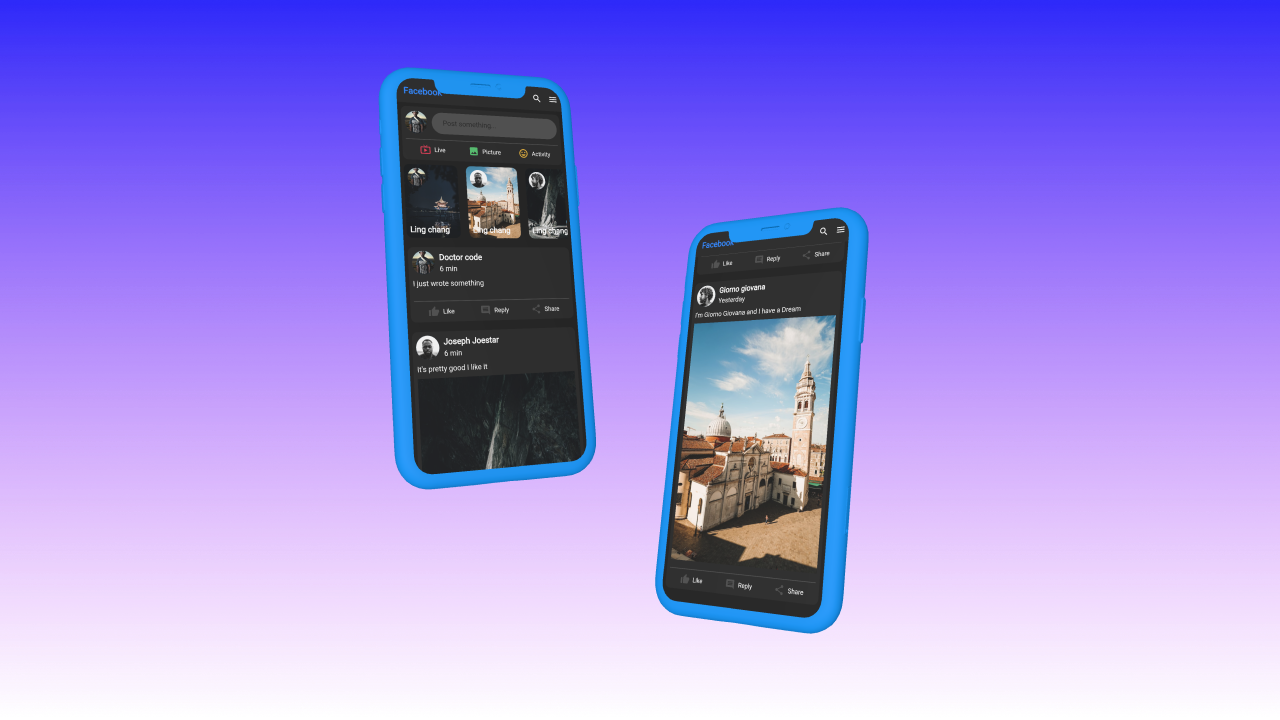 Facebook
Post something...
Live
Picture
Activity
Ling chang
Ling chang
Ling chang
Doctor code
6 min
I just wrote something
Like
Reply
Share
Joseph Joestar
6 min
It's pretty good I like it
Facebook
Like
Reply
Share
Giorno giovana
Yesterday
I'm Giorno Giovana and I have a Dream
Like
Reply
Share